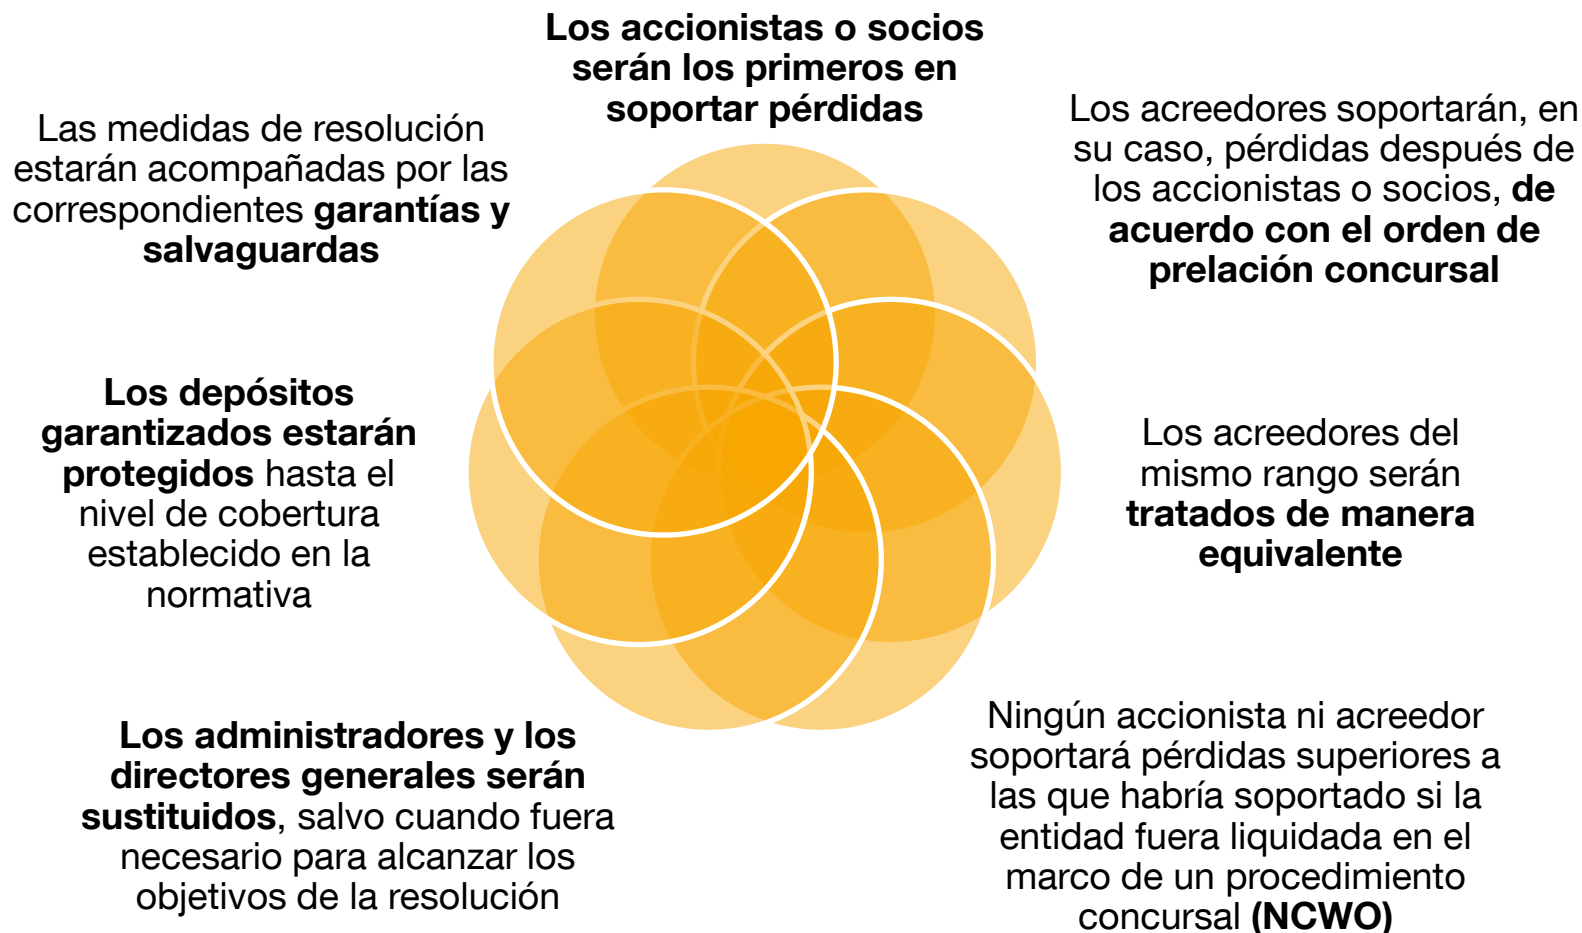 Los accionistas o socios
serán los primeros en
soportar pérdidas
Los acreedores soportarán, en
su caso, pérdidas después de
los accionistas o socios, de
acuerdo con el orden de
prelación concursal
Los acreedores del
mismo rango serán
tratados de manera
equivalente
Ningún accionista ni acreedor
soportará pérdidas superiores a
las que habría soportado si la
entidad fuera liquidada en el
marco de un procedimiento
concursal (NCWO)
Los administradores y los
directores generales serán
sustituidos, salvo cuando fuera
necesario para alcanzar los
objetivos de la resolución
Los depósitos
garantizados estarán
protegidos hasta el
nivel de cobertura
establecido en la
normativa
Las medidas de resolución
estarán acompañadas por las
correspondientes garantías y
salvaguardas